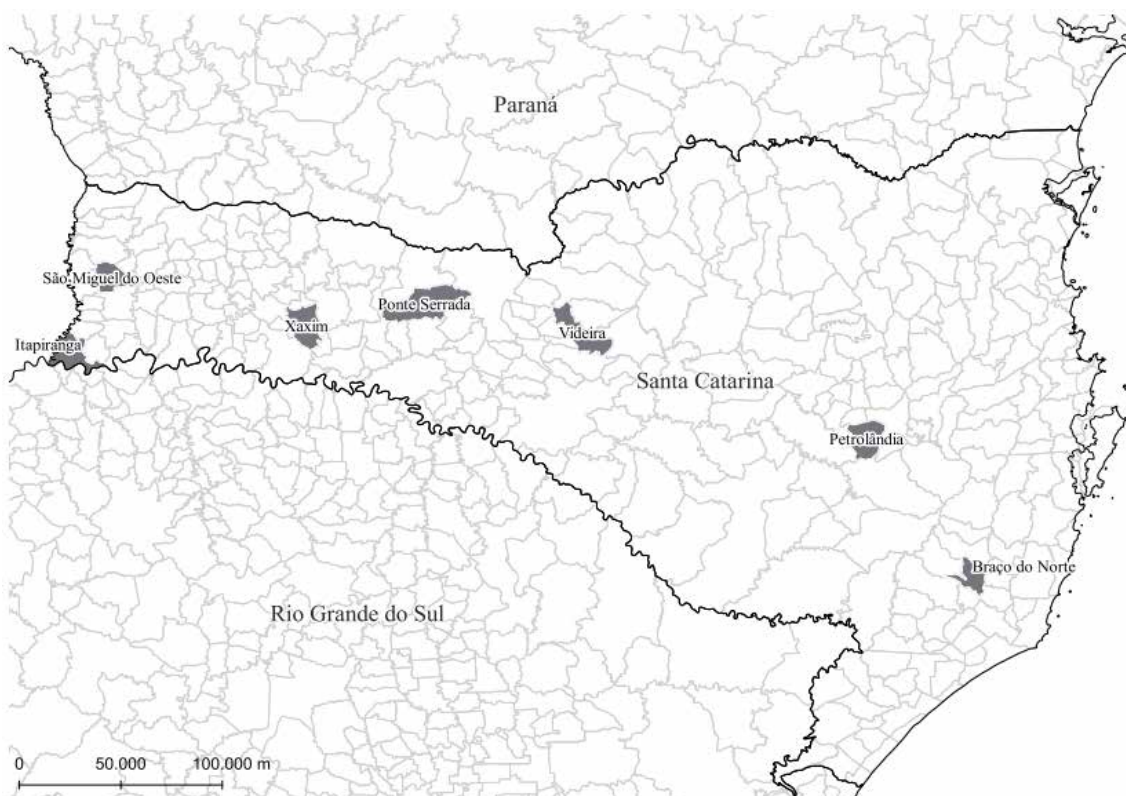 Paraná
São Miguel do Oeste
Ponte Serrada
Xaxim
Videira
Itapiranga
Santa Catarina
Petrolândia
Braço do Norte
Rio Grande do Sul
0 50.000 100.000 m